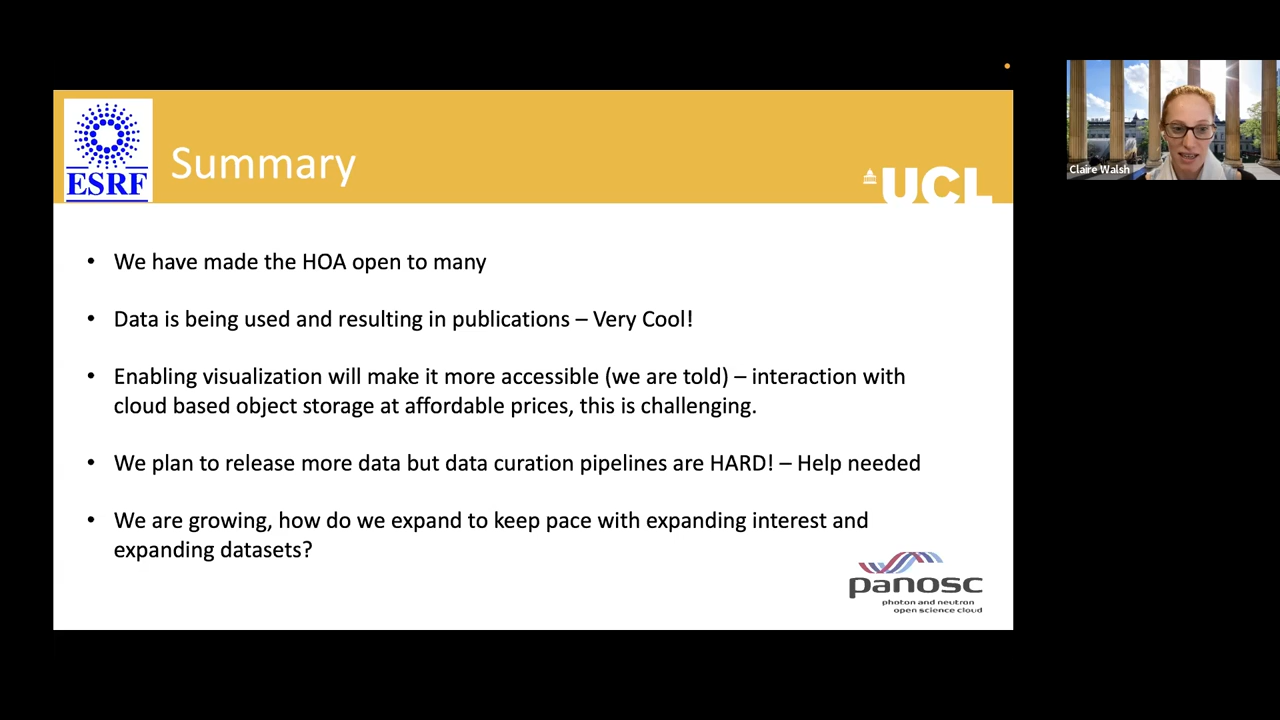 ESRF
Summary
UCL
Claire Walsh
• We have made the HOA open to many
• Data is being used and resulting in publications – Very Cool!
• Enabling visualization will make it more accessible (we are told) – interaction with
cloud based object storage at affordable prices, this is challenging.
• We plan to release more data but data curation pipelines are HARD! – Help needed
• We are growing, how do we expand to keep pace with expanding interest and
expanding datasets?
panosc
photon and neutron
open science cloud